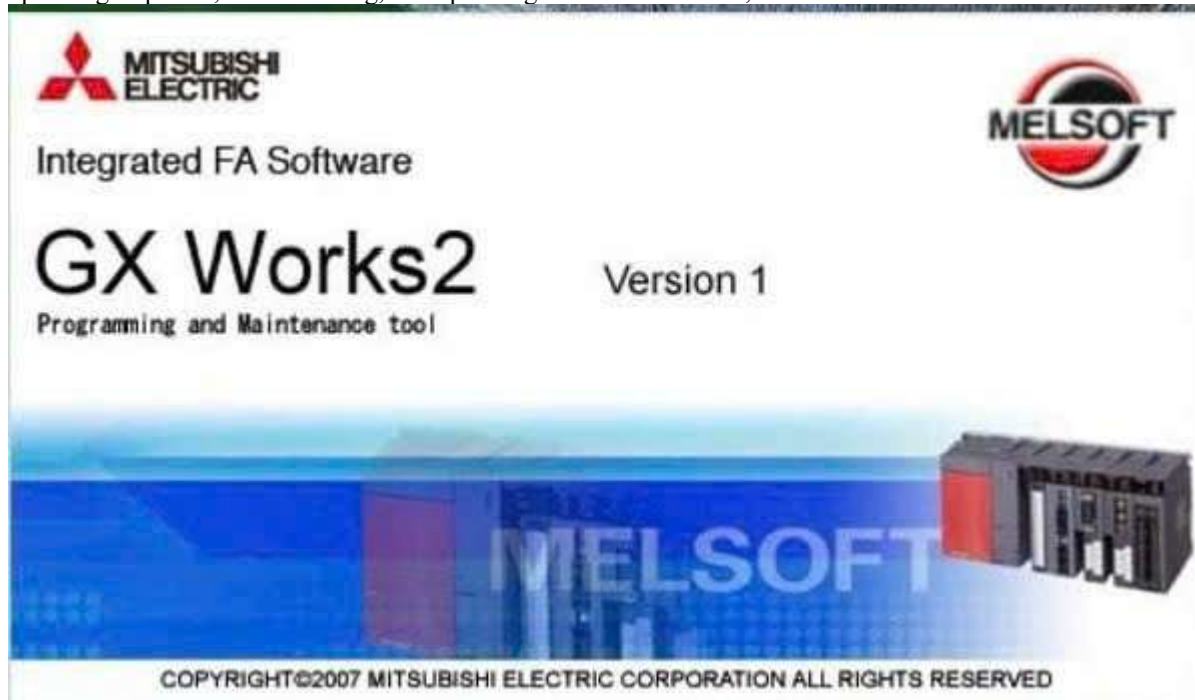 MITSUBISHI
ELECTRIC
MELSOFT
Integrated FA Software
GX Works2
Version 1
Programming and Maintenance tool
MELSOFT
COPYRIGHT©2007 MITSUBISHI ELECTRIC CORPORATION ALL RIGHTS RESERVED